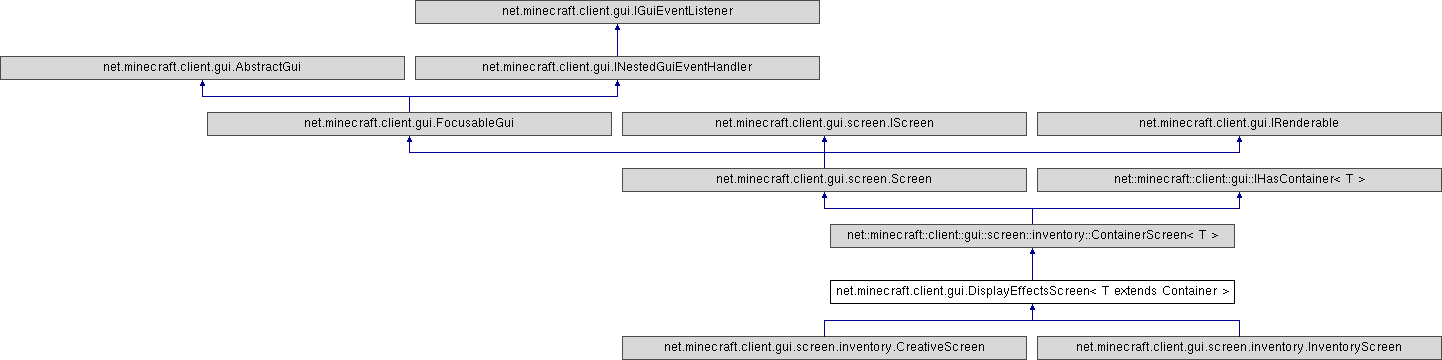 net.minecraft.client.gui.IGuiEventListener
net.minecraft.client.gui.AbstractGui
net.minecraft.client.gui.INestedGuiEventHandler
net.minecraft.client.gui.FocusableGui
net.minecraft.client.gui.screen.IScreen
net.minecraft.client.gui.IRenderable
net.minecraft.client.gui.screen.Screen
net::minecraft::client::gui::IHasContainer< T >
net::minecraft::client::gui::screen::inventory::ContainerScreen< T >
net.minecraft.client.gui.DisplayEffectsScreen< T extends Container >
net.minecraft.client.gui.screen.inventory.CreativeScreen
net.minecraft.client.gui.screen.inventory.InventoryScreen